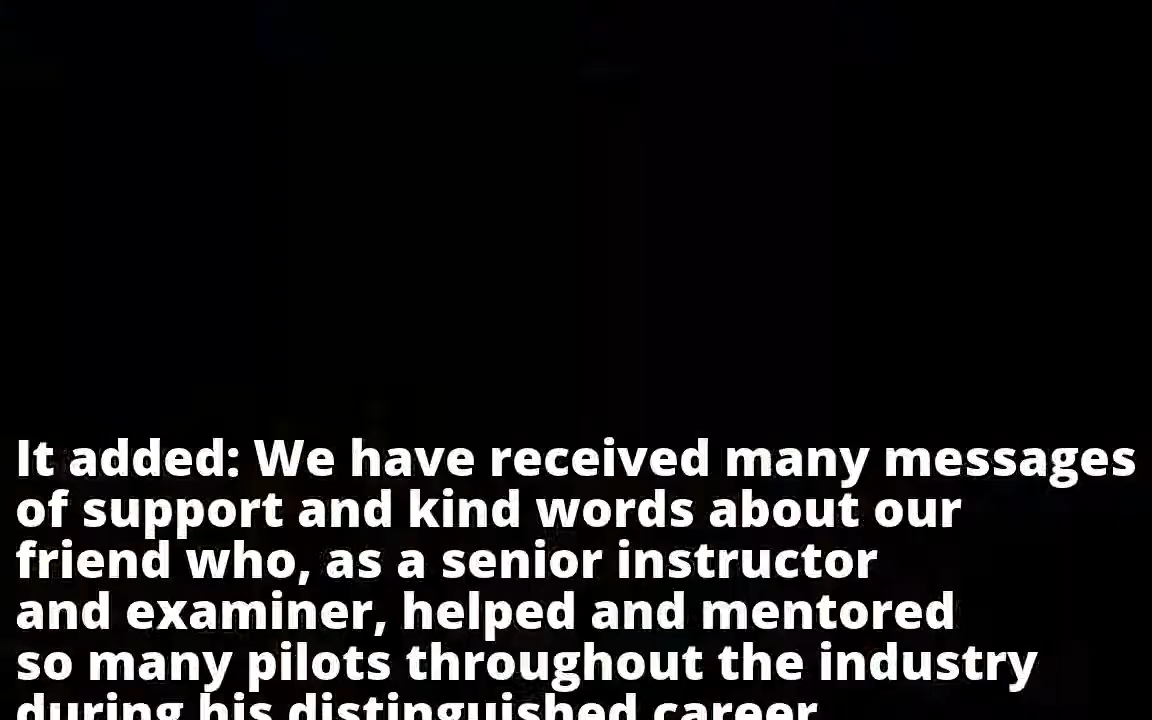 It added: We have received many messages
of support and kind words about our
friend who, as a senior instructor
and examiner, helped and mentored
so many pilots throughout the industry
during his distinguished career